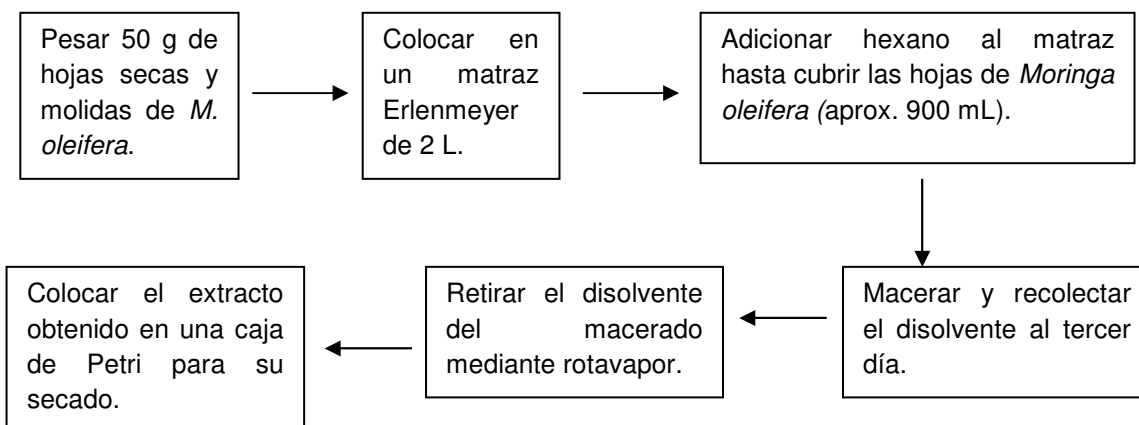 Pesar 50 g de
hojas secas y
molidas de M.
oleifera.
Colocar en
un matraz
Erlenmeyer
de 2 L.
Adicionar hexano al matraz
hasta cubrir las hojas de Moringa
oleifera (aprox. 900 mL).
Macerar y recolectar
el disolvente al tercer
día.
Retirar el disolvente
del macerado
mediante rotavapor.
Colocar el extracto
obtenido en una caja
de Petri para su
secado.